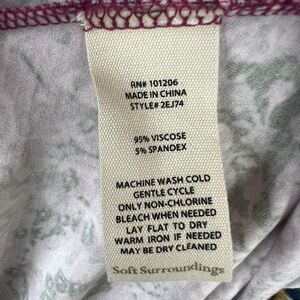 RN# 101206
MADE IN CHINA
STYLE# 2EJ74
95% VISCOSE
5% SPANDEX
MACHINE WASH COLD
GENTLE CYCLE
ONLY NON-CHLORINE
BLEACH WHEN NEEDED
LAY FLAT TO DRY
WARM IRON IF NEEDED
MAY BE DRY CLEANED
Soft Surroundings